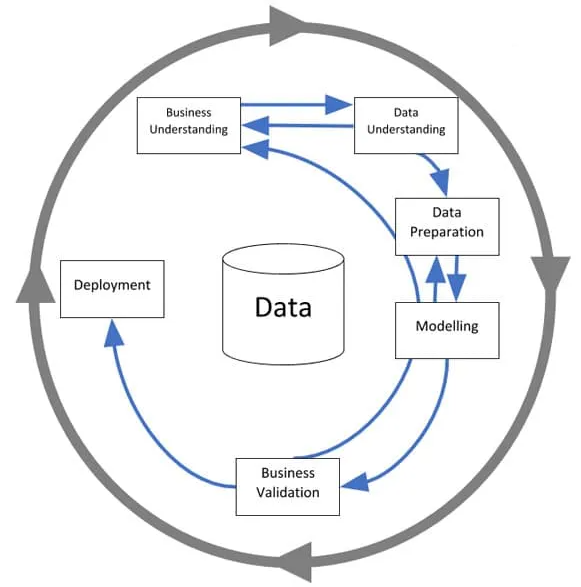 Business
Understanding
Data
Understanding
Data
Preparation
Deployment
Data
Modelling
Business
Validation